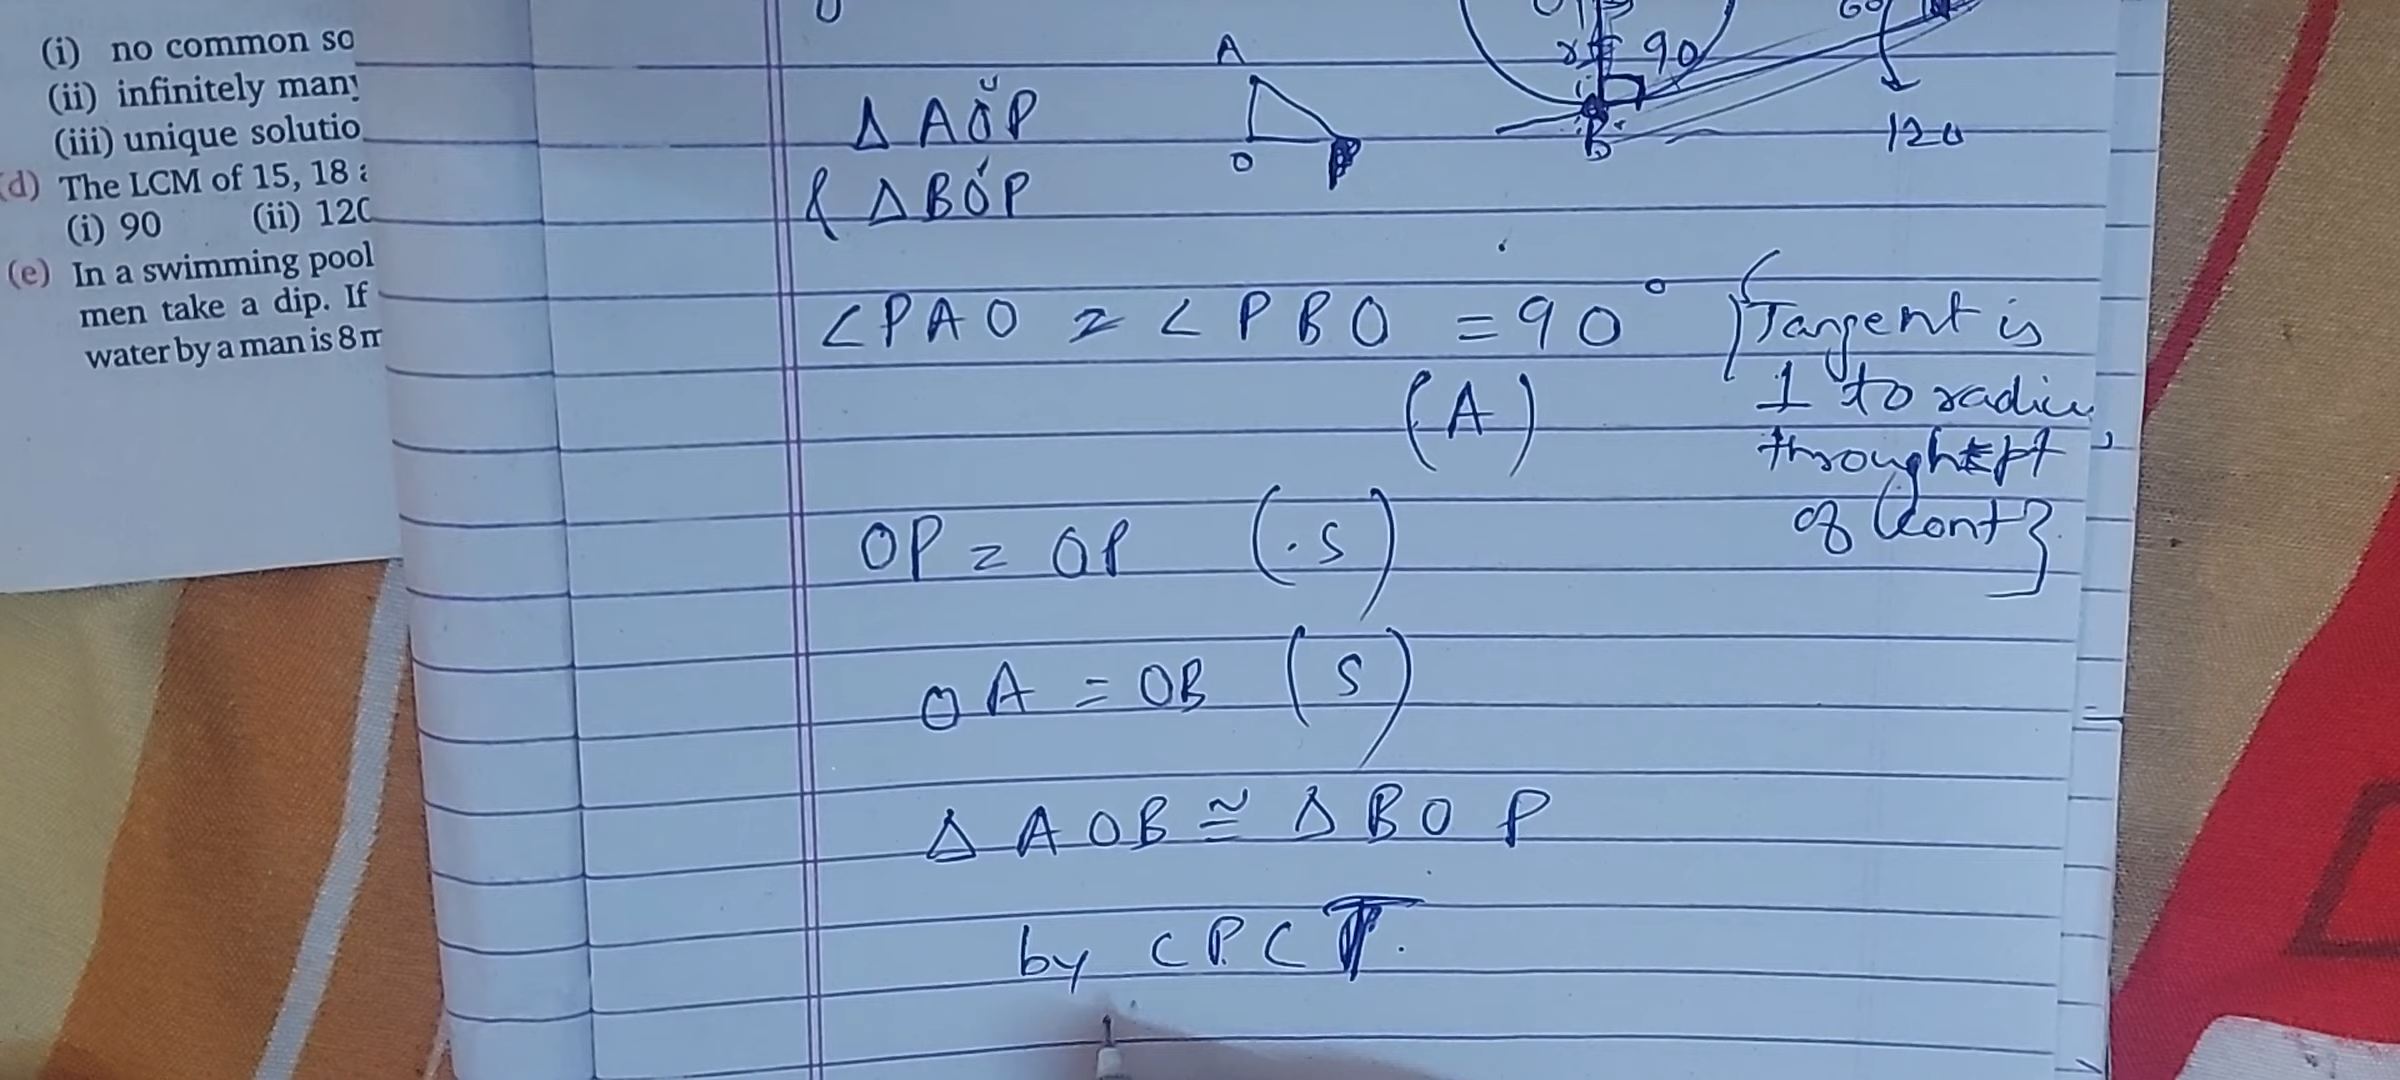 (i) no common so
(ii) infinitely many
(iii) unique solutio
(d) The LCM of 15, 18
(i) 90 (ii) 120
(e) In a swimming pool
men take a dip. If
water by a man is 8 m
A
O
90
B
120
60
Δ AOP
& Δ BOP
∠PAO = ∠PBO = 90°
(A)
{Tangent is
⊥ to radius
through pt
of cont}
OP = OP (S)
OA = OB (S)
Δ AOB ≅ Δ BOP
by C.P.C.T.